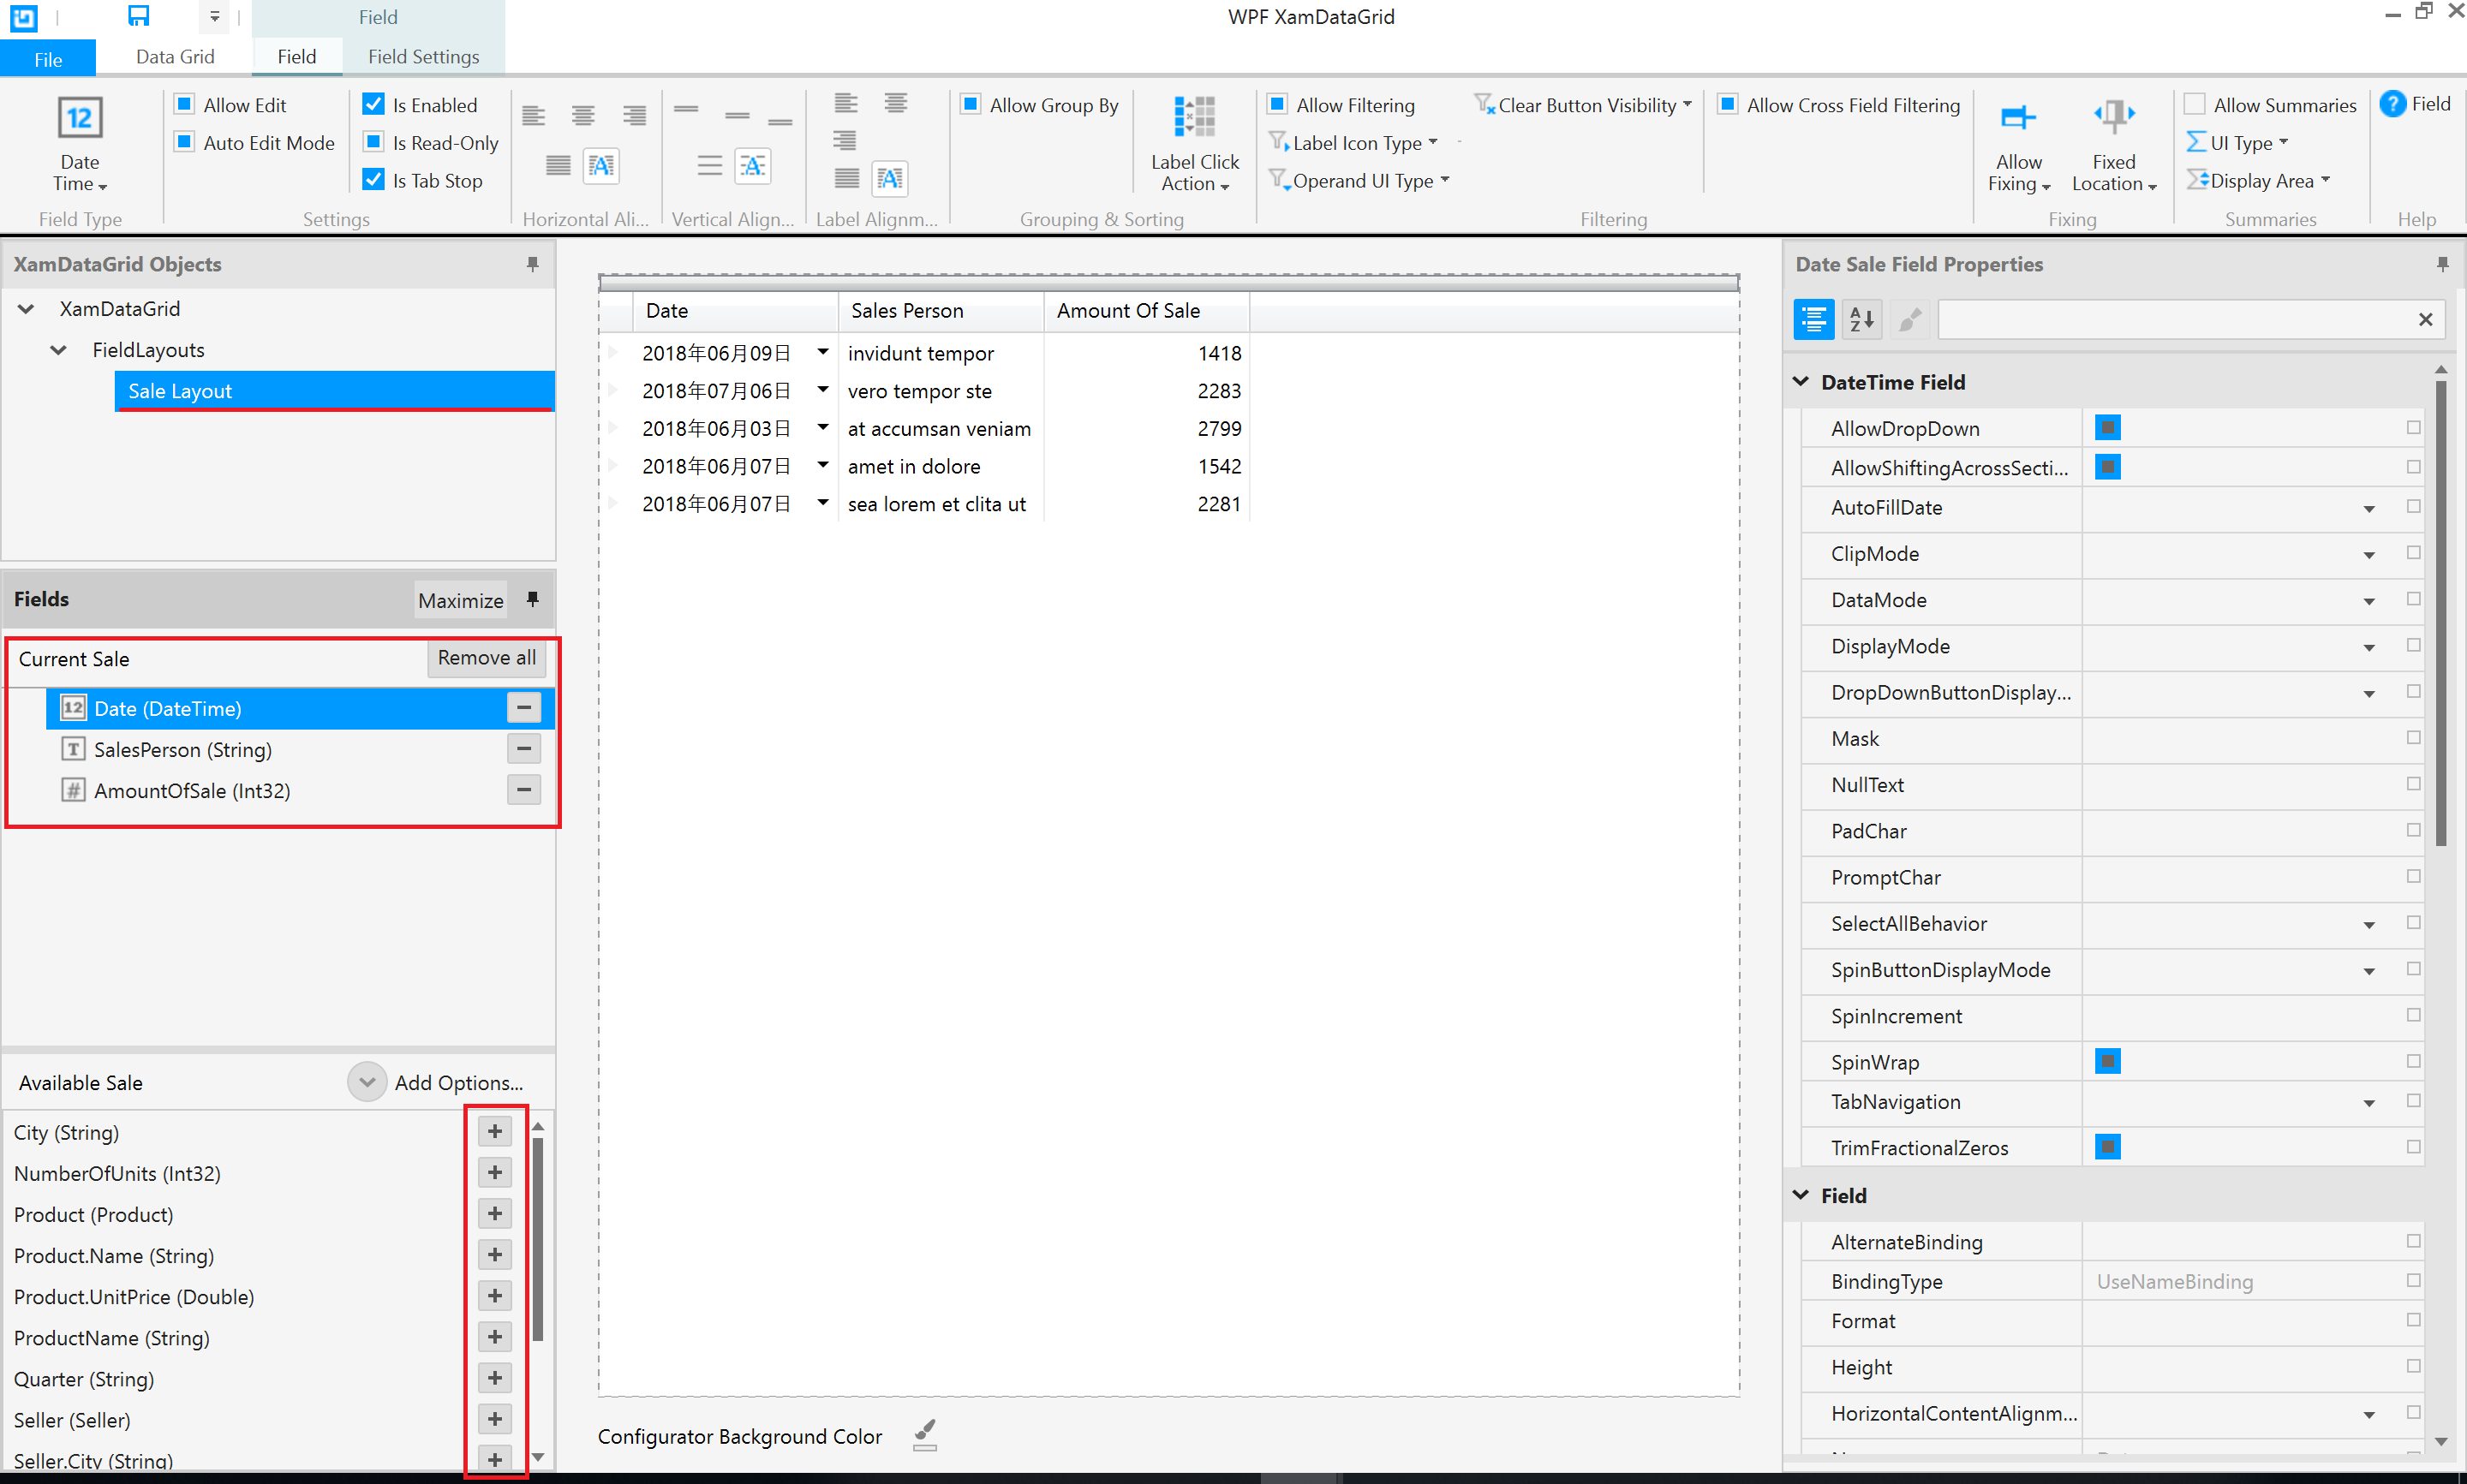 Field
WPF XamDataGrid
File
Data Grid
Field
Field Settings
12
Date
Time
Field Type
Allow Edit
Auto Edit Mode
Is Enabled
Is Read-Only
Is Tab Stop
Settings
Horizontal Ali...
Vertical Align...
Label Alignm...
Allow Group By
Label Click
Action
Grouping & Sorting
Allow Filtering
Label Icon Type
Operand UI Type
Clear Button Visibility
Allow Cross Field Filtering
Filtering
Allow
Fixing
Fixed
Location
Fixing
Allow Summaries
UI Type
Display Area
Summaries
? Field
Help
XamDataGrid Objects
XamDataGrid
FieldLayouts
Sale Layout
Fields
Maximize
Current Sale
Remove all
12 Date (DateTime)
T SalesPerson (String)
# AmountOfSale (Int32)
Available Sale
Add Options...
City (String)
NumberOfUnits (Int32)
Product (Product)
Product.Name (String)
Product.UnitPrice (Double)
ProductName (String)
Quarter (String)
Seller (Seller)
Seller.City (String)
Date Sales Person Amount Of Sale
2018年06月09日 invidunt tempor 1418
2018年07月06日 vero tempor ste 2283
2018年06月03日 at accumsan veniam 2799
2018年06月07日 amet in dolore 1542
2018年06月07日 sea lorem et clita ut 2281
Configurator Background Color
Date Sale Field Properties
DateTime Field
AllowDropDown
AllowShiftingAcrossSecti...
AutoFillDate
ClipMode
DataMode
DisplayMode
DropDownButtonDisplay...
Mask
NullText
PadChar
PromptChar
SelectAllBehavior
SpinButtonDisplayMode
SpinIncrement
SpinWrap
TabNavigation
TrimFractionalZeros
Field
AlternateBinding
BindingType UseNameBinding
Format
Height
HorizontalContentAlignm...